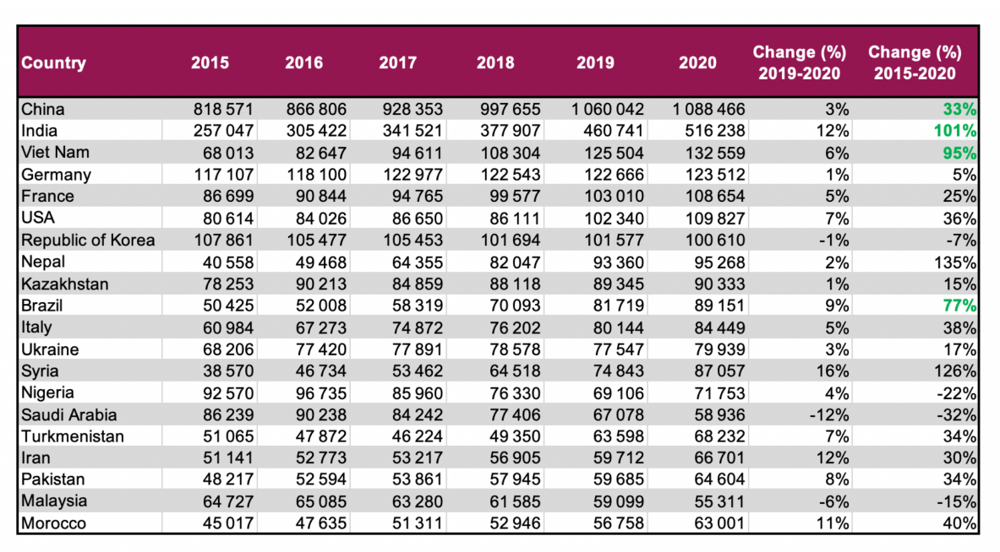 Country 2015 2016 2017 2018 2019 2020 Change (%) 2019-2020 Change (%) 2015-2020
China 818 571 866 806 928 353 997 655 1 060 042 1 088 466 3% 33%
India 257 047 305 422 341 521 377 907 460 741 516 238 12% 101%
Viet Nam 68 013 82 647 94 611 108 304 125 504 132 559 6% 95%
Germany 117 107 118 100 122 977 122 543 122 666 123 512 1% 5%
France 86 699 90 844 94 765 99 577 103 010 108 654 5% 25%
USA 80 614 84 026 86 650 86 111 102 340 109 827 7% 36%
Republic of Korea 107 861 105 477 105 453 101 694 101 577 100 610 -1% -7%
Nepal 40 558 49 468 64 355 82 047 93 360 95 268 2% 135%
Kazakhstan 78 253 90 213 84 859 88 118 89 345 90 333 1% 15%
Brazil 50 425 52 008 58 319 70 093 81 719 89 151 9% 77%
Italy 60 984 67 273 74 872 76 202 80 144 84 449 5% 38%
Ukraine 68 206 77 420 77 891 78 578 77 547 79 939 3% 17%
Syria 38 570 46 734 53 462 64 518 74 843 87 057 16% 126%
Nigeria 92 570 96 735 85 960 76 330 69 106 71 753 4% -22%
Saudi Arabia 86 239 90 238 84 242 77 406 67 078 58 936 -12% -32%
Turkmenistan 51 065 47 872 46 224 49 350 63 598 68 232 7% 34%
Iran 51 141 52 773 53 217 56 905 59 712 66 701 12% 30%
Pakistan 48 217 52 594 53 861 57 945 59 685 64 604 8% 34%
Malaysia 64 727 65 085 63 280 61 585 59 099 55 311 -6% -15%
Morocco 45 017 47 635 51 311 52 946 56 758 63 001 11% 40%